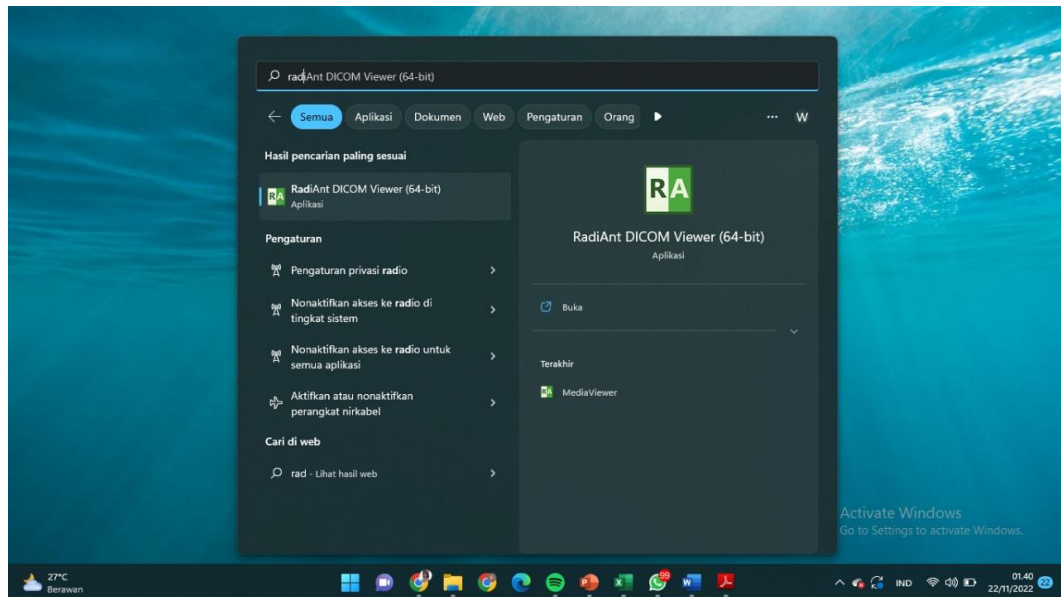 radiAnt DICOM Viewer (64-bit)
Semua Aplikasi Dokumen Web Pengaturan Orang W
Hasil pencarian paling sesuai
RA
RadiAnt DICOM Viewer (64-bit)
Aplikasi
Pengaturan
Pengaturan privasi radio
Nonaktifkan akses ke radio di
tingkat sistem
Nonaktifkan akses ke radio untuk
semua aplikasi
Aktifkan atau nonaktifkan
perangkat nirkabel
Cari di web
rad - Lihat hasil web
RA
RadiAnt DICOM Viewer (64-bit)
Aplikasi
Buka
Terakhir
RA
MediaViewer
Activate Windows
Go to Settings to activate Windows.
27°C
Berawan
99
IND
01.40
22/11/2022
22